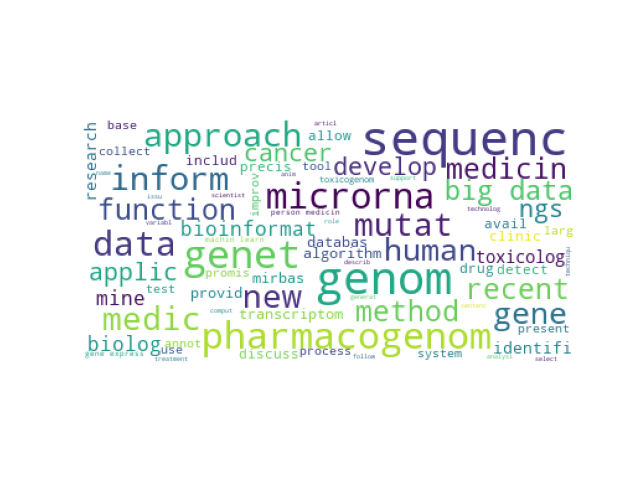 articl
base
research
approach
allow
sequenc
collect
cancer
includ
name
precis
tool
develop
medicin
inform
anim
toxicogenom
support
big data
issu
scientist
improv
microrna
function
variabl
person medicin
technolog
ngs
role
mutat
bioinformat
avail
clinic
larg
data
machin learn
genet
databas
algorithm
human
describ
toxicolog
applic
promis
mirbas
genom
drug
detect
test
provid
new
recent
mine
generat
medic
comput
transcriptom
method
gene
present
pharmacogenom
biolog
annot
identifi
gene express
use
discuss
process
system
treatment
follow
analysi
select